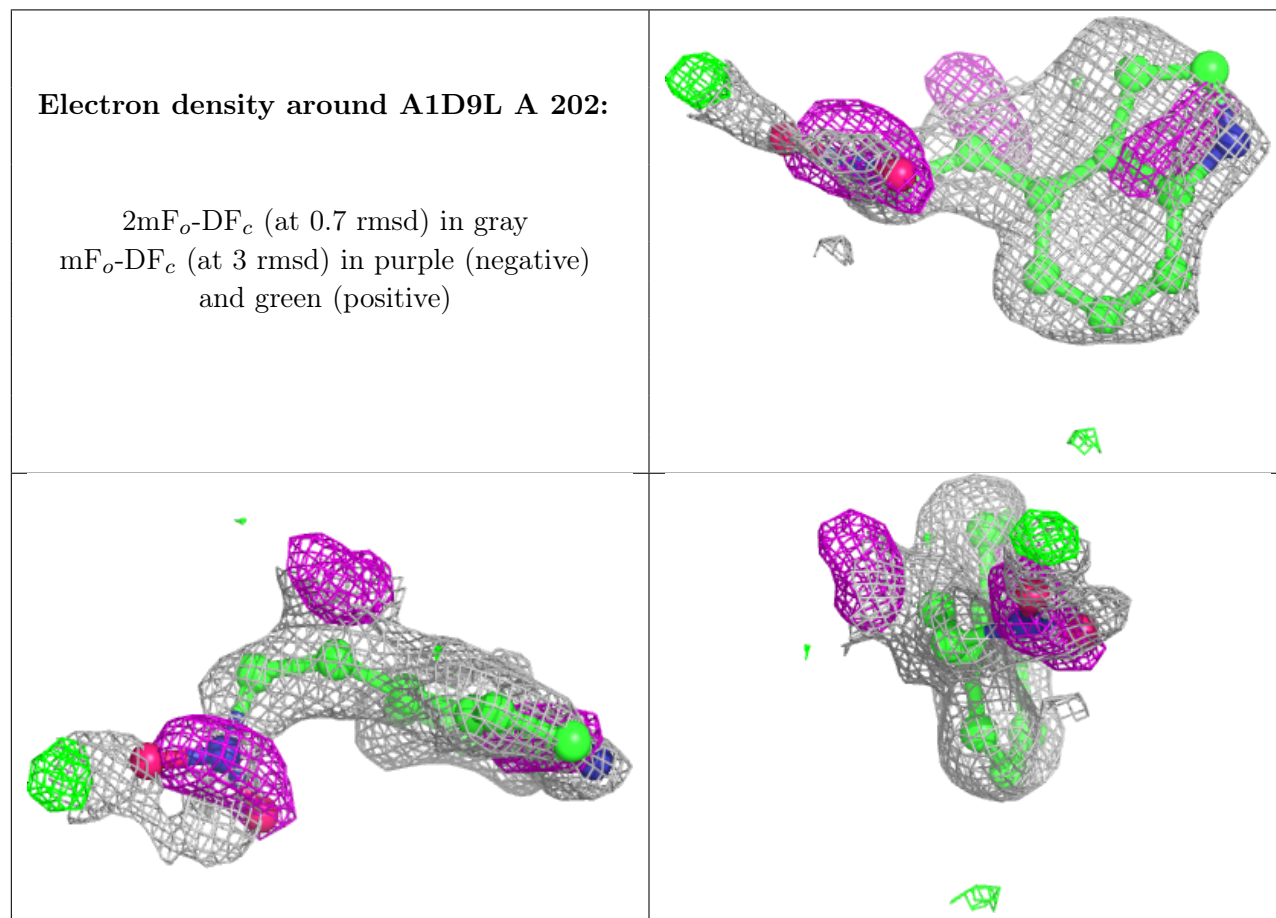 Electron density around A1D9L A 202:
2mFo-DFc (at 0.7 rmsd) in gray
mFo-DFc (at 3 rmsd) in purple (negative)
and green (positive)